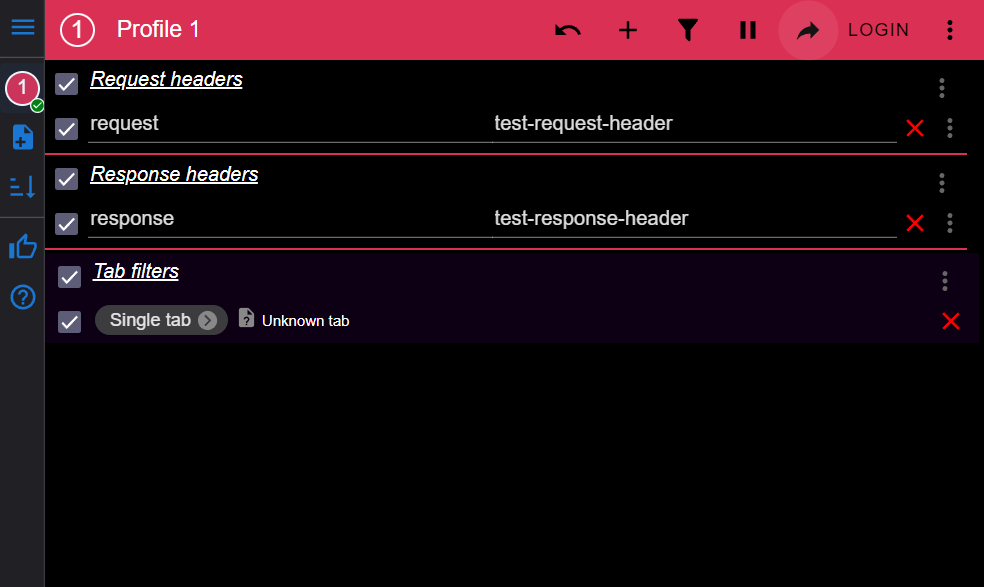 1 Profile 1 LOGIN
1
Request headers
request test-request-header
Response headers
response test-response-header
Tab filters
Single tab ? Unknown tab
?